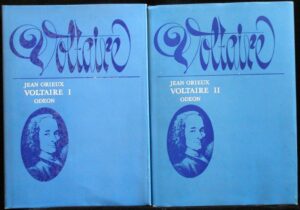 Voltaire
JEAN ORIEUX
VOLTAIRE I
ODEON
Voltaire
JEAN ORIEUX
VOLTAIRE II
ODEON